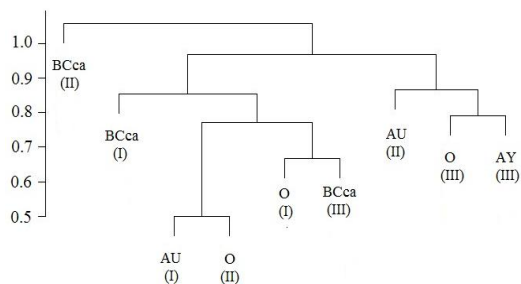 1.0
0.9
0.8
0.7
0.6
0.5
BCca
(II)
BCca
(I)
AU
(I)
O
(II)
O
(I)
BCca
(III)
AU
(II)
O
(III)
AY
(III)